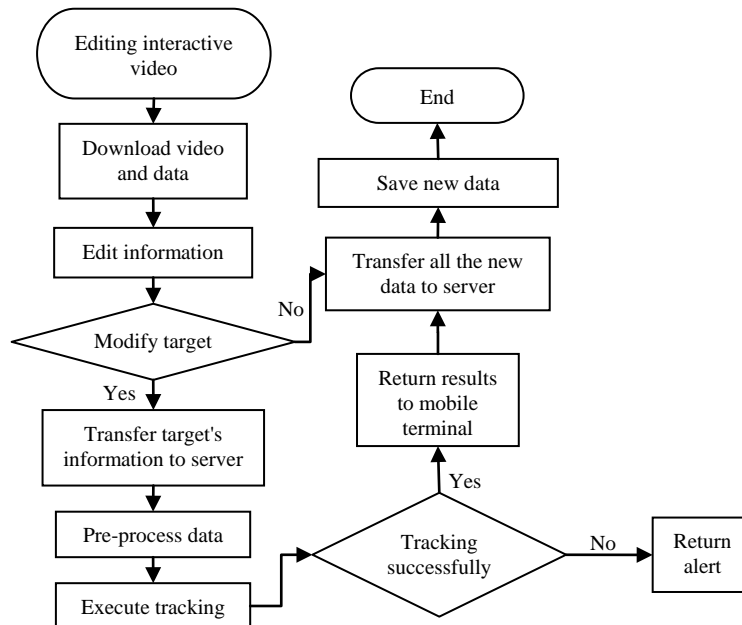 Editing interactive
video
Download video
and data
Edit information
Modify target
No
Yes
Transfer target's
information to server
Pre-process data
Execute tracking
End
Save new data
Transfer all the new
data to server
Return results
to mobile
terminal
Yes
Tracking
successfully
No
Return
alert